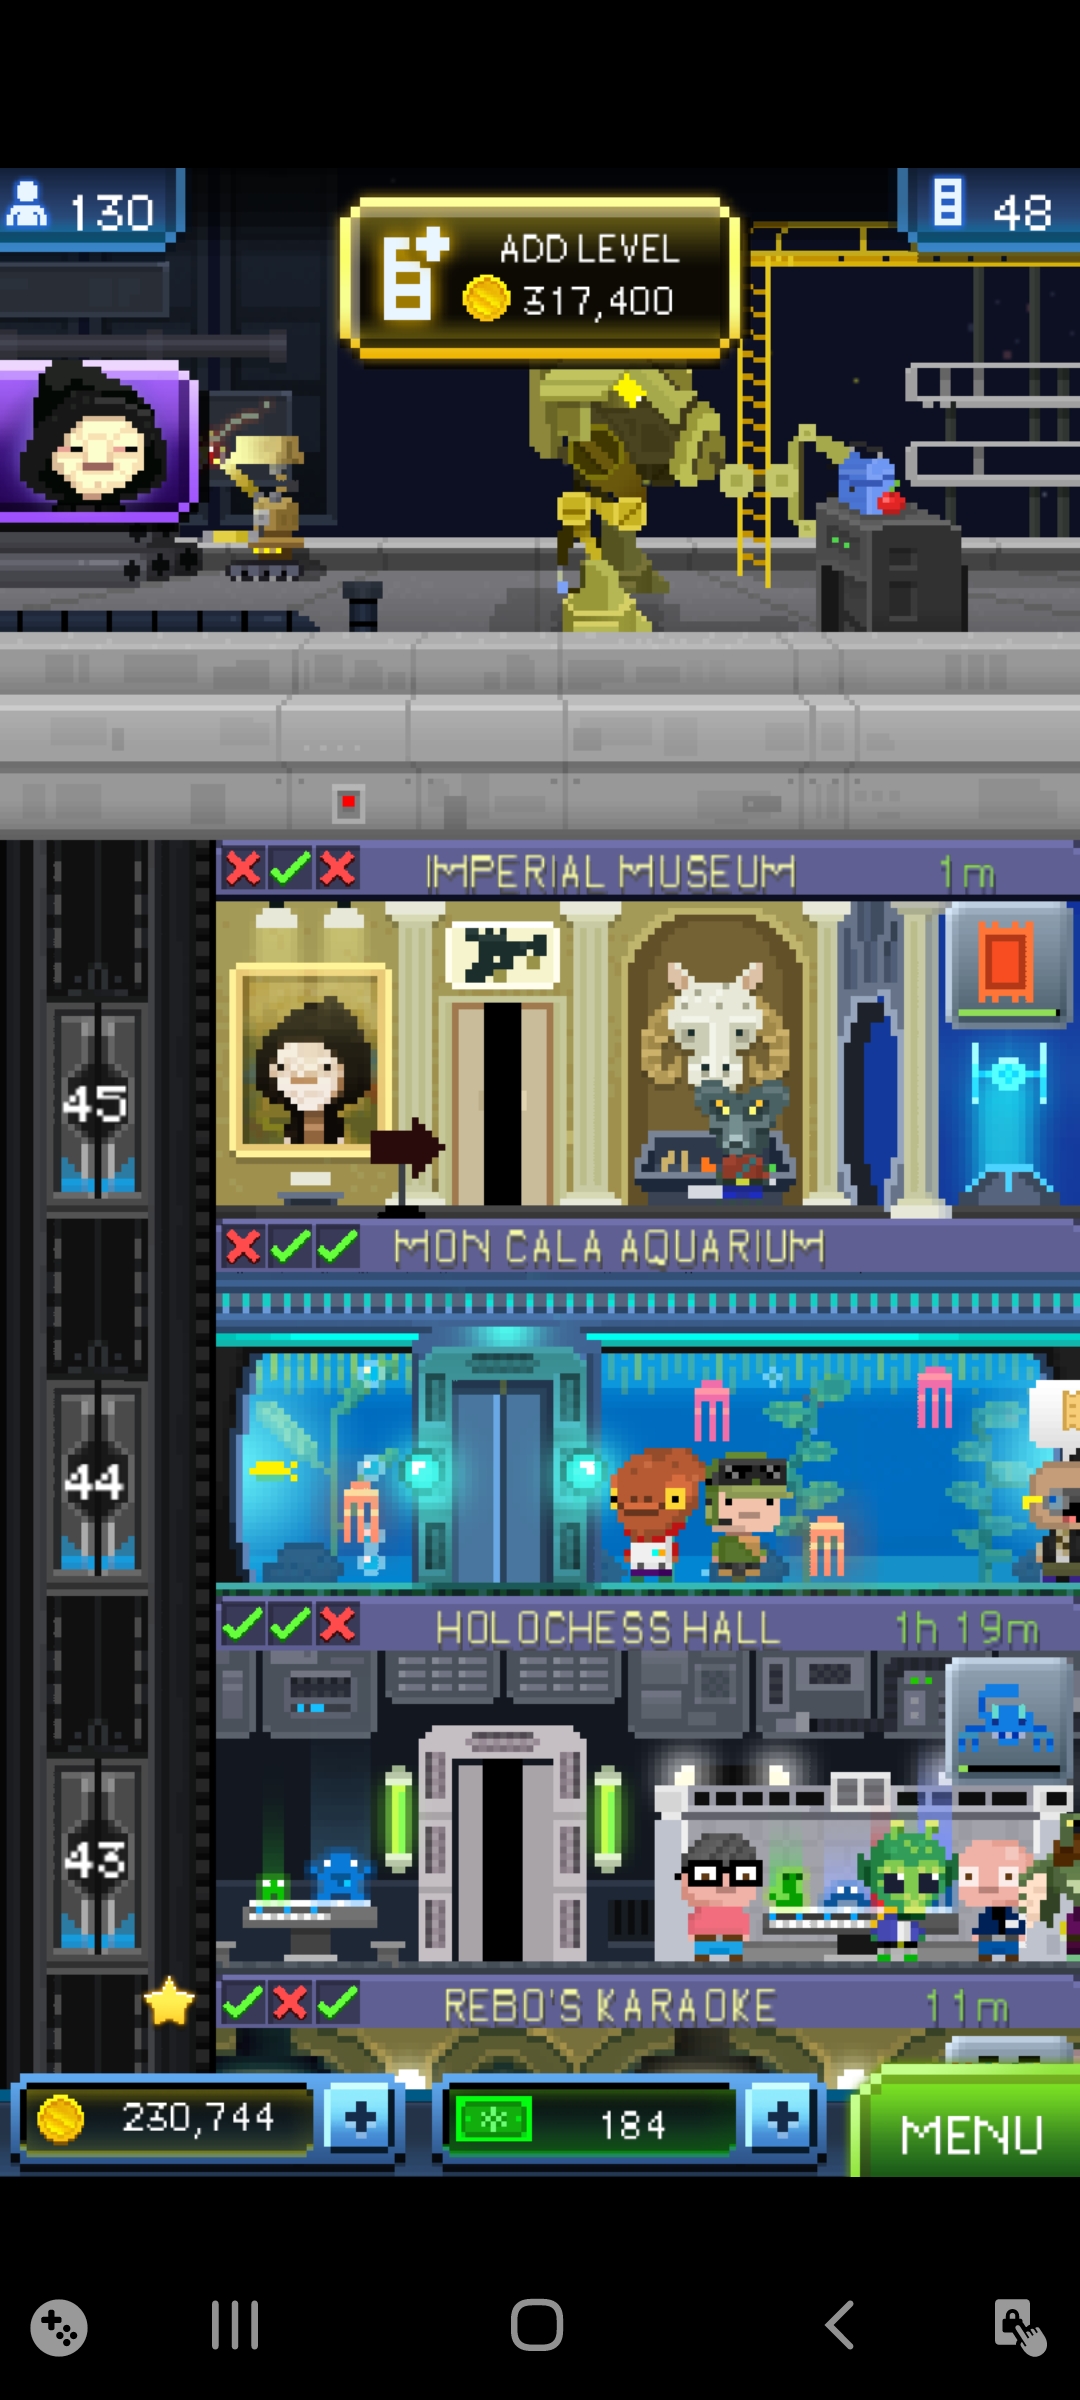 130
ADD LEVEL
317,400
48
IMPERIAL MUSEUM 1m
45
MON CALA AQUARIUM
44
HOLOCHESS HALL 1h 19m
43
REBO'S KARAOKE 11m
230,744 + 184 + MENU